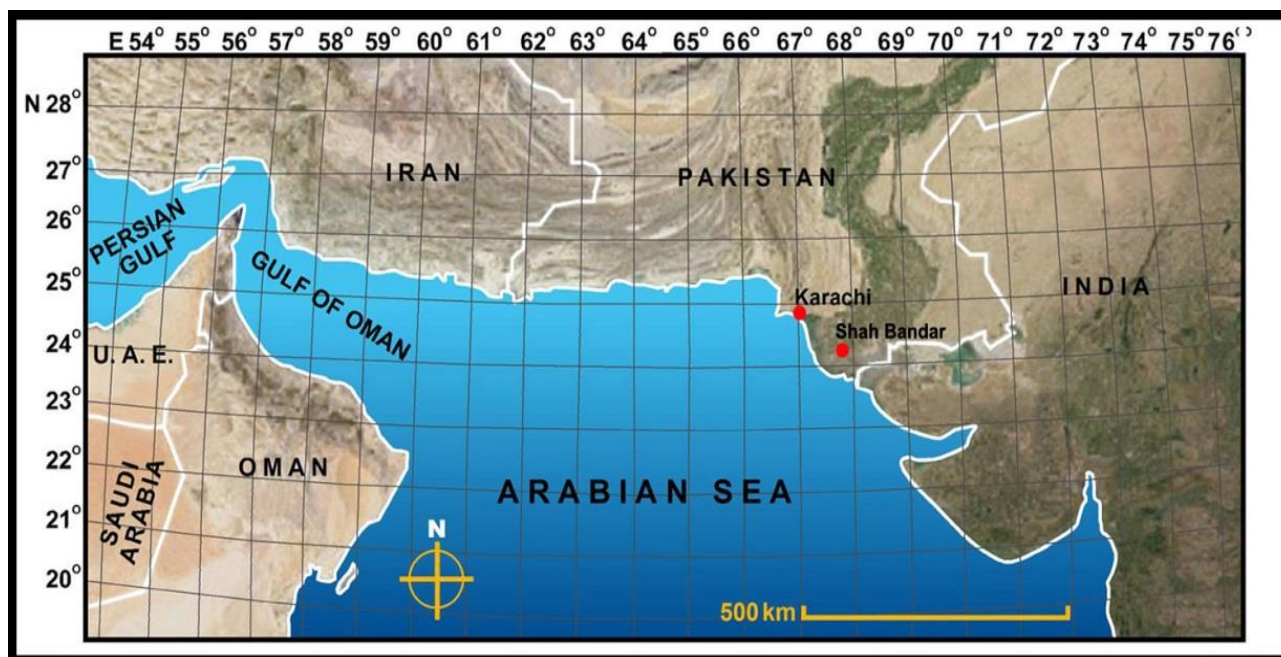 E 54° 55° 56° 57° 58° 59° 60° 61° 62° 63° 64° 65° 66° 67° 68° 69° 70° 71° 72° 73° 74° 75° 76°
N 28°
27°
IRAN
PAKISTAN
26°
PERSIAN
GULF
25°
GULF OF OMAN
Karachi
INDIA
24°
U. A. E.
Shah Bandar
23°
22°
OMAN
SAUDI
ARABIA
ARABIAN SEA
21°
N
20°
500 km